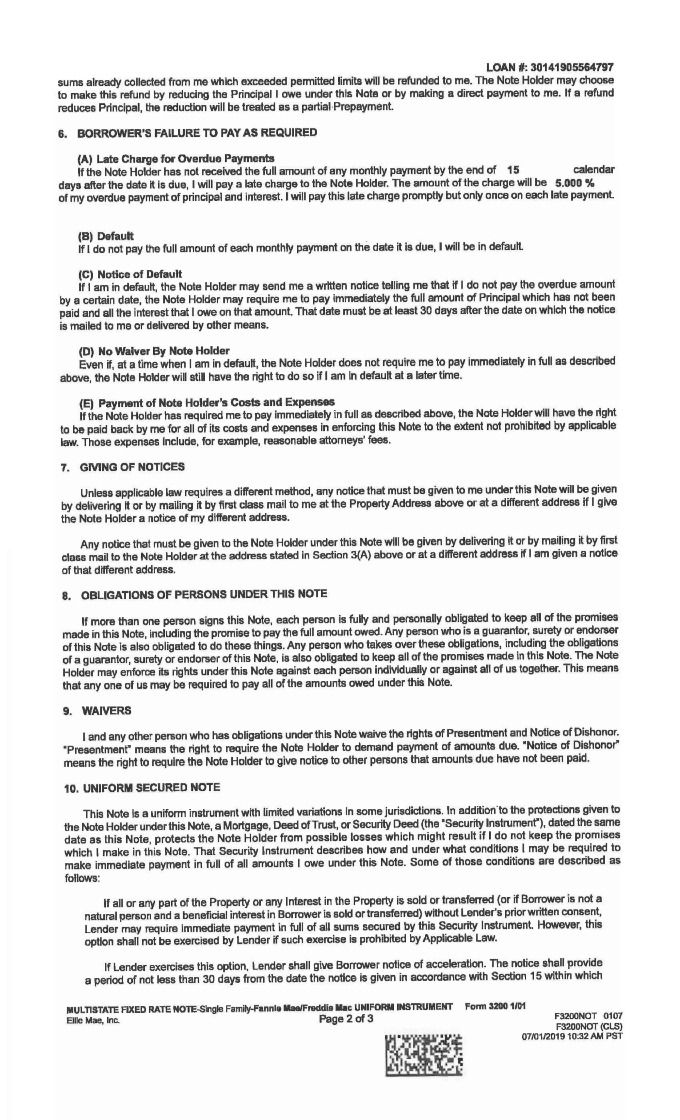 LOAN #: 30141905564797
sums already collected from me which exceeded permitted limits will be refunded to me. The Note Holder may choose
to make this refund by reducing the Principal I owe under this Note or by making a direct payment to me. If a refund
reduces Principal, the reduction will be treated as a partial Prepayment.
6. BORROWER'S FAILURE TO PAY AS REQUIRED
(A) Late Charge for Overdue Payments
If the Note Holder has not received the full amount of any monthly payment by the end of 15 calendar
days after the date it is due, I will pay a late charge to the Note Holder. The amount of the charge will be 5.000 %
of my overdue payment of principal and interest. I will pay this late charge promptly but only once on each late payment.
(B) Default
If I do not pay the full amount of each monthly payment on the date it is due, I will be in default.
(C) Notice of Default
If I am in default, the Note Holder may send me a written notice telling me that if I do not pay the overdue amount
by a certain date, the Note Holder may require me to pay immediately the full amount of Principal which has not been
paid and all the interest that I owe on that amount. That date must be at least 30 days after the date on which the notice
is mailed to me or delivered by other means.
(D) No Waiver By Note Holder
Even if, at a time when I am in default, the Note Holder does not require me to pay immediately in full as described
above, the Note Holder will still have the right to do so if I am in default at a later time.
(E) Payment of Note Holder's Costs and Expenses
If the Note Holder has required me to pay immediately in full as described above, the Note Holder will have the right
to be paid back by me for all of its costs and expenses in enforcing this Note to the extent not prohibited by applicable
law. Those expenses include, for example, reasonable attorneys' fees.
7. GIVING OF NOTICES
Unless applicable law requires a different method, any notice that must be given to me under this Note will be given
by delivering it or by mailing it by first class mail to me at the Property Address above or at a different address if I give
the Note Holder a notice of my different address.
Any notice that must be given to the Note Holder under this Note will be given by delivering it or by mailing it by first
class mail to the Note Holder at the address stated in Section 3(A) above or at a different address if I am given a notice
of that different address.
8. OBLIGATIONS OF PERSONS UNDER THIS NOTE
If more than one person signs this Note, each person is fully and personally obligated to keep all of the promises
made in this Note, including the promise to pay the full amount owed. Any person who is a guarantor, surety or endorser
of this Note is also obligated to do these things. Any person who takes over these obligations, including the obligations
of a guarantor, surety or endorser of this Note, is also obligated to keep all of the promises made in this Note. The Note
Holder may enforce its rights under this Note against each person individually or against all of us together. This means
that any one of us may be required to pay all of the amounts owed under this Note.
9. WAIVERS
I and any other person who has obligations under this Note waive the rights of Presentment and Notice of Dishonor.
"Presentment" means the right to require the Note Holder to demand payment of amounts due. "Notice of Dishonor"
means the right to require the Note Holder to give notice to other persons that amounts due have not been paid.
10. UNIFORM SECURED NOTE
This Note is a uniform instrument with limited variations in some jurisdictions. In addition to the protections given to
the Note Holder under this Note, a Mortgage, Deed of Trust, or Security Deed (the "Security Instrument"), dated the same
date as this Note, protects the Note Holder from possible losses which might result if I do not keep the promises
which I make in this Note. That Security Instrument describes how and under what conditions I may be required to
make immediate payment in full of all amounts I owe under this Note. Some of those conditions are described as
follows:
If all or any part of the Property or any Interest in the Property is sold or transferred (or if Borrower is not a
natural person and a beneficial interest in Borrower is sold or transferred) without Lender's prior written consent,
Lender may require immediate payment in full of all sums secured by this Security Instrument. However, this
option shall not be exercised by Lender if such exercise is prohibited by Applicable Law.
If Lender exercises this option, Lender shall give Borrower notice of acceleration. The notice shall provide
a period of not less than 30 days from the date the notice is given in accordance with Section 15 within which
MULTISTATE FIXED RATE NOTE-Single Family-Fannie Mae/Freddie Mac UNIFORM INSTRUMENT Form 3200 1/01
Ellie Mae, Inc. Page 2 of 3
F3200NOT 0107
F3200NOT (CLS)
07/01/2019 10:32 AM PST